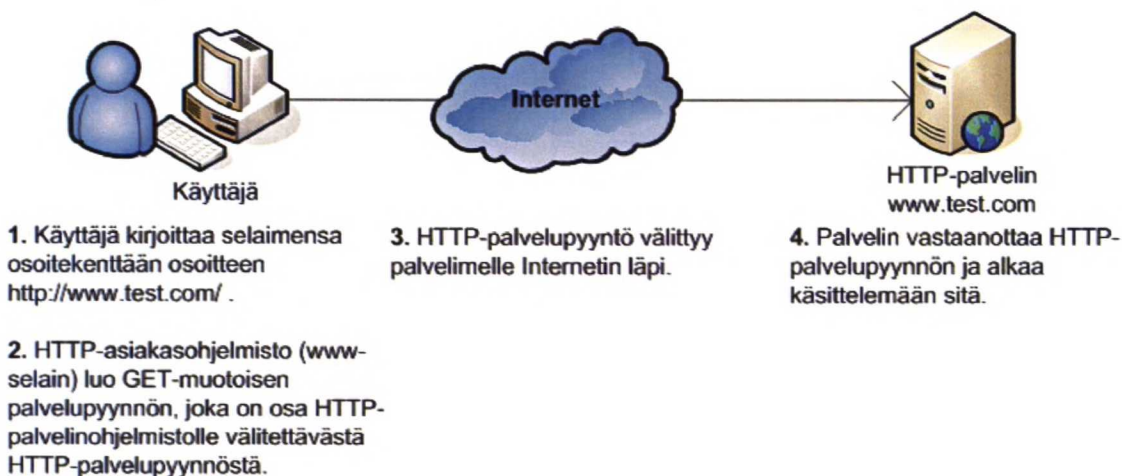 Internet
Käyttäjä
HTTP-palvelin
www.test.com
1. Käyttäjä kirjoittaa selaimensa
osoitekenttään osoitteen
http://www.test.com/ .
2. HTTP-asiakasohjelmisto (www-
selain) luo GET-muotoisen
palvelupyynnön, joka on osa HTTP-
palvelinohjelmistolle välitettävästä
HTTP-palvelupyynnöstä.
3. HTTP-palvelupyyntö välittyy
palvelimelle Internetin läpi.
4. Palvelin vastaanottaa HTTP-
palvelupyynnön ja alkaa
käsittelemään sitä.